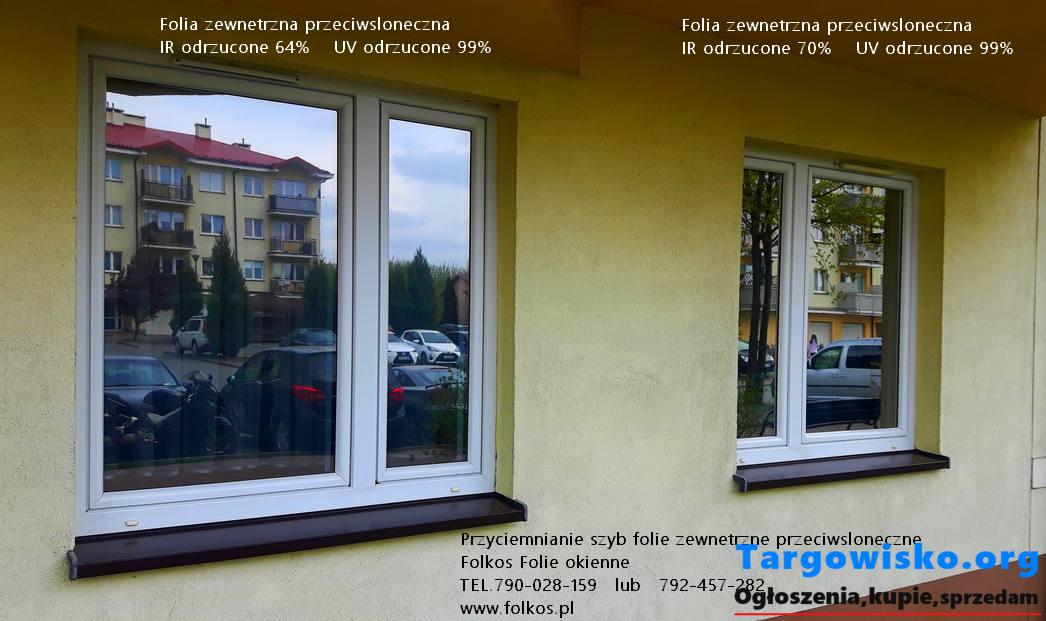 Folia zewnetrzna przeciwsloneczna
IR odrzucone 64% UV odrzucone 99%
Folia zewnetrzna przeciwsloneczna
IR odrzucone 70% UV odrzucone 99%
Przyciemnianie szyb folie zewnetrzne przeciwsloneczne
Folkos Folie okienne
TEL.790-028-159 lub 792-457-282
www.folkos.pl
Targowisko.org
Ogłoszenia,kupie,sprzedam